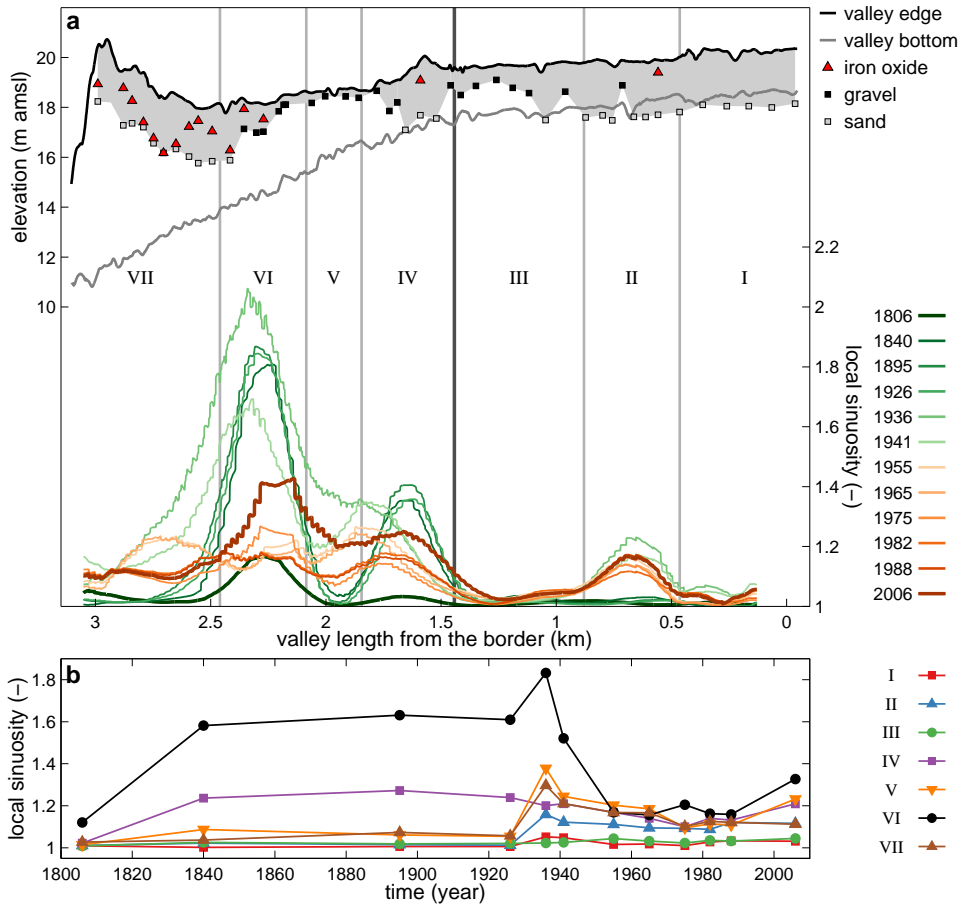 a
elevation (m amsl)
20
18
16
14
12
10
valley edge
valley bottom
iron oxide
gravel
sand
VII
VI
V
IV
III
II
I
2.2
2
1.8
1.6
1.4
1.2
1
local sinuosity (–)
3
2.5
2
1.5
1
0.5
0
valley length from the border (km)
1806
1840
1895
1926
1936
1941
1955
1965
1975
1982
1988
2006
b
local sinuosity (–)
1.8
1.6
1.4
1.2
1
1800
1820
1840
1860
1880
1900
1920
1940
1960
1980
2000
time (year)
I
II
III
IV
V
VI
VII